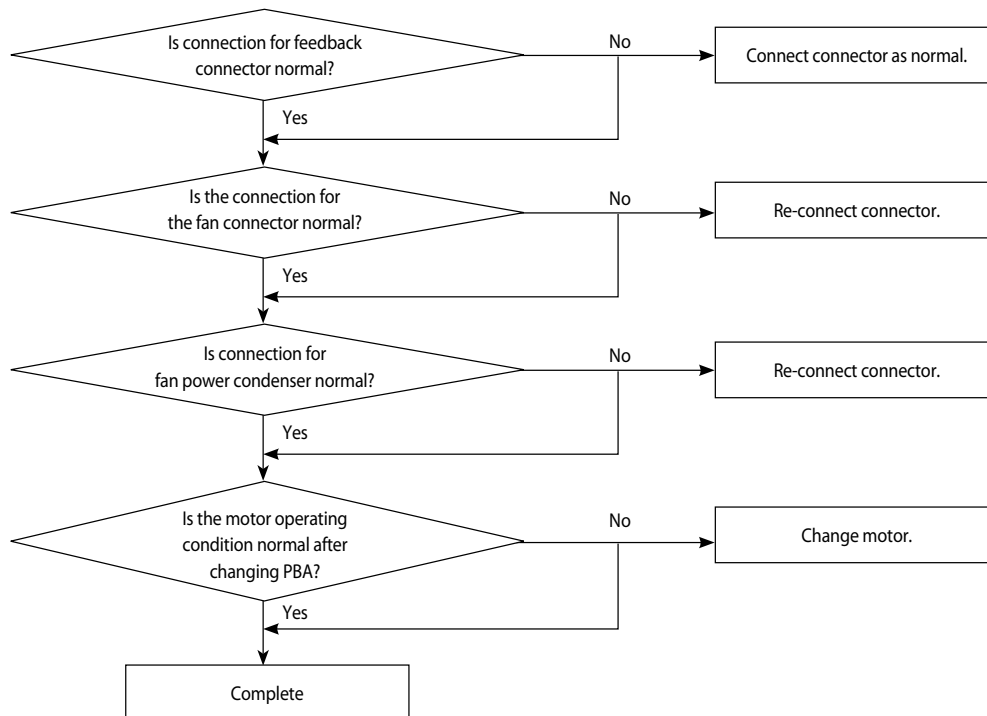 Is connection for feedback
connector normal?
No
Connect connector as normal.
Yes
Is the connection for
the fan connector normal?
No
Re-connect connector.
Yes
Is connection for
fan power condenser normal?
No
Re-connect connector.
Yes
Is the motor operating
condition normal after
changing PBA?
No
Change motor.
Yes
Complete